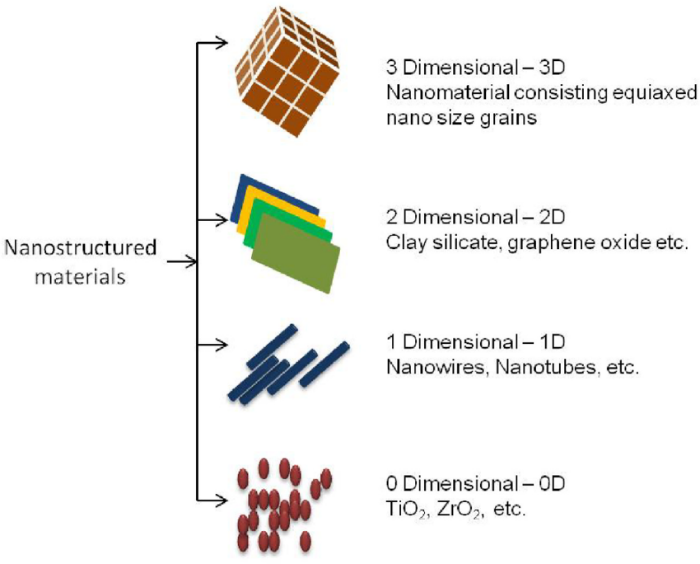 3 Dimensional – 3D
Nanomaterial consisting equiaxed
nano size grains
2 Dimensional – 2D
Clay silicate, graphene oxide etc.
Nanostructured
materials
1 Dimensional – 1D
Nanowires, Nanotubes, etc.
0 Dimensional – 0D
TiO₂, ZrO₂, etc.